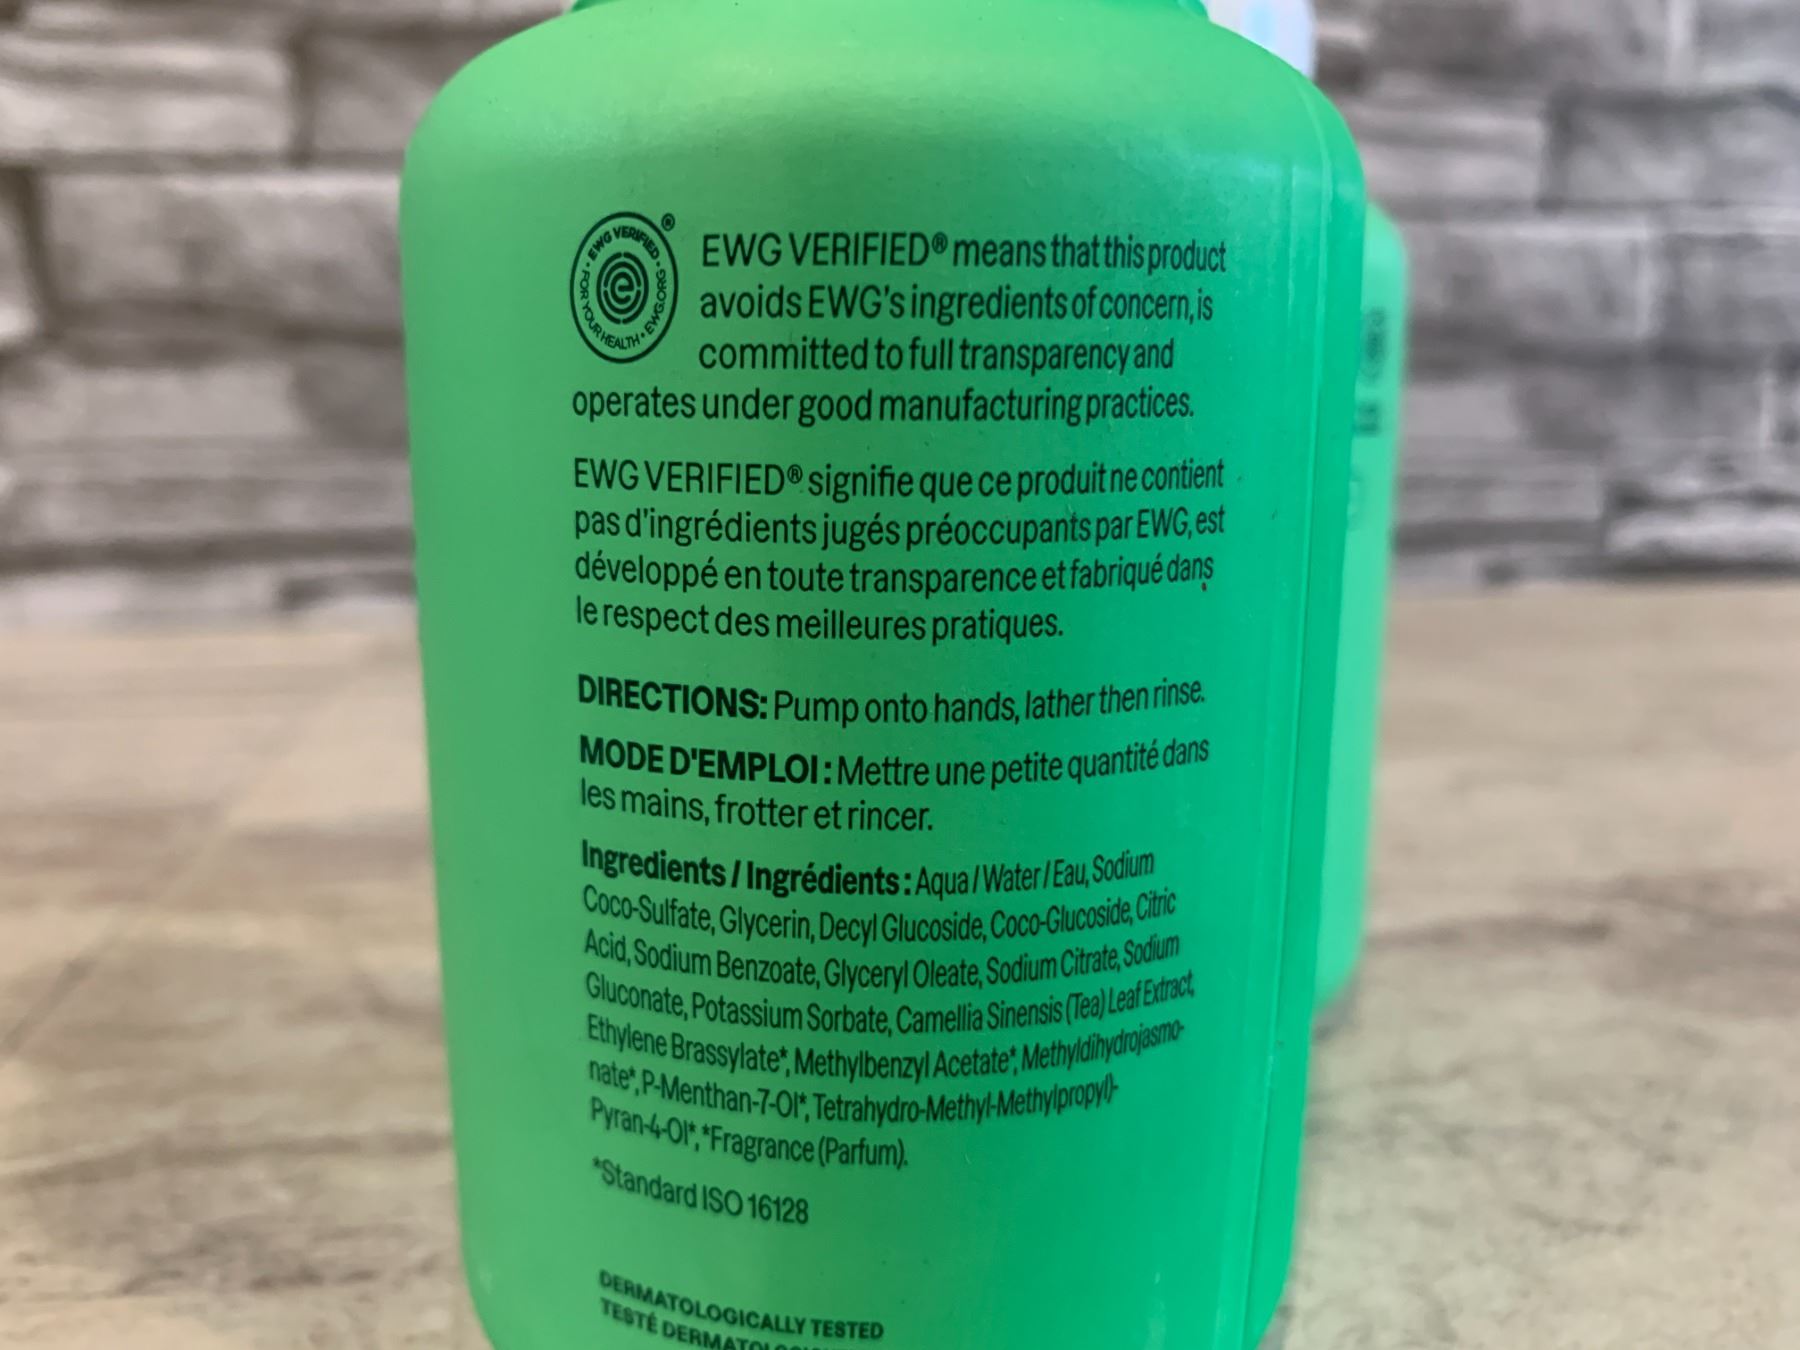 EWG VERIFIED · EWG.ORG · FOR YOUR HEALTH ·
®
EWG VERIFIED® means that this product
avoids EWG's ingredients of concern, is
committed to full transparency and
operates under good manufacturing practices.
EWG VERIFIED® signifie que ce produit ne contient
pas d'ingrédients jugés préoccupants par EWG, est
développé en toute transparence et fabriqué dans
le respect des meilleures pratiques.
DIRECTIONS: Pump onto hands, lather then rinse.
MODE D'EMPLOI : Mettre une petite quantité dans
les mains, frotter et rincer.
Ingredients / Ingrédients : Aqua / Water / Eau, Sodium
Coco-Sulfate, Glycerin, Decyl Glucoside, Coco-Glucoside, Citric
Acid, Sodium Benzoate, Glyceryl Oleate, Sodium Citrate, Sodium
Gluconate, Potassium Sorbate, Camellia Sinensis (Tea) Leaf Extract,
Ethylene Brassylate*, Methylbenzyl Acetate*, Methyldihydrojasmo-
nate*, P-Menthan-7-Ol*, Tetrahydro-Methyl-Methylpropyl)-
Pyran-4-Ol*, *Fragrance (Parfum).
*Standard ISO 16128
DERMATOLOGICALLY TESTED
TESTÉ